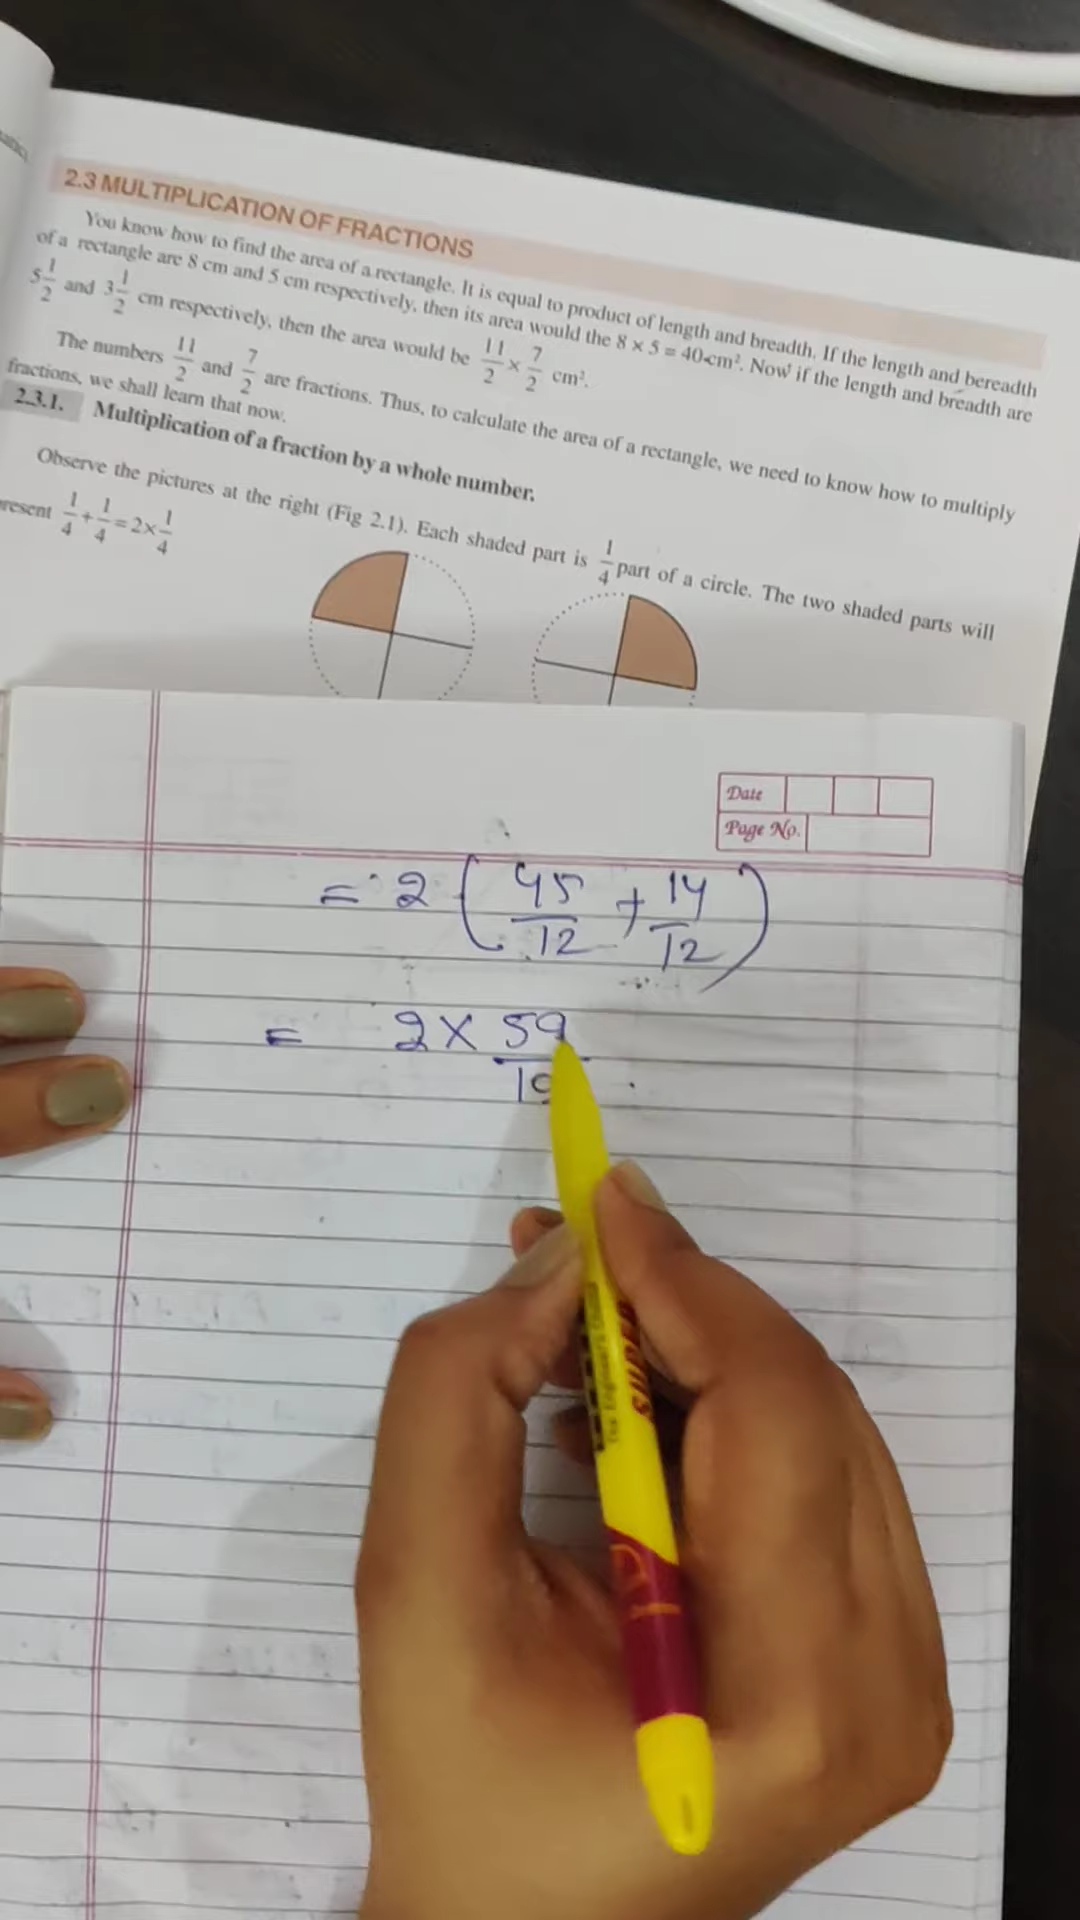 2.3 MULTIPLICATION OF FRACTIONS
You know how to find the area of a rectangle. It is equal to product of length and breadth. If the length and bereadth
of a rectangle are 8 cm and 5 cm respectively, then its area would the 8 × 5 = 40 cm². Now if the length and breadth are
5 1/2 and 3 1/2 cm respectively, then the area would be 11/2 × 7/2 cm².
The numbers 11/2 and 7/2 are fractions. Thus, to calculate the area of a rectangle, we need to know how to multiply
fractions, we shall learn that now.
2.3.1. Multiplication of a fraction by a whole number.
Observe the pictures at the right (Fig 2.1). Each shaded part is 1/4 part of a circle. The two shaded parts will
1/4 + 1/4 = 2 × 1/4
Date
Page No.
= 2 ( 45/12 + 14/12 )
= 2 × 59/